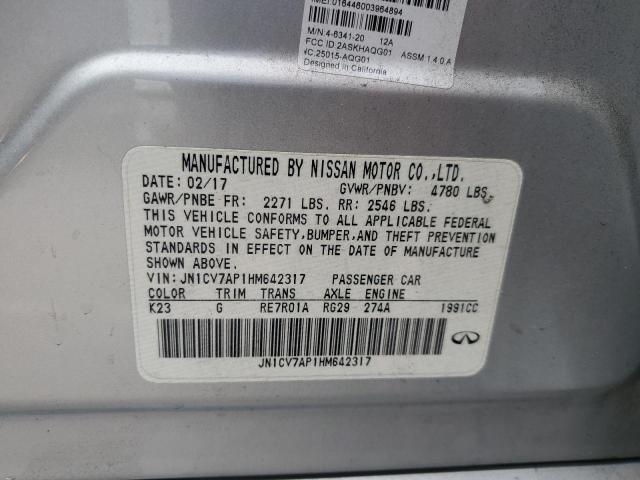 IMEI:016446003964894
M/N:4-6341-20 12A
FCC ID 2ASKHAQG01 ASSM 1.4.0.A
IC.25015-AQG01
Designed in California
MANUFACTURED BY NISSAN MOTOR CO.,LTD.
DATE: 02/17 GVWR/PNBV: 4780 LBS
GAWR/PNBE FR: 2271 LBS. RR: 2546 LBS.
THIS VEHICLE CONFORMS TO ALL APPLICABLE FEDERAL
MOTOR VEHICLE SAFETY,BUMPER,AND THEFT PREVENTION
STANDARDS IN EFFECT ON THE DATE OF MANUFACTURE
SHOWN ABOVE.
VIN:JN1CV7AP1HM642317 PASSENGER CAR
COLOR TRIM TRANS AXLE ENGINE
K23 G RE7R01A RG29 274A 1991CC
JN1CV7AP1HM642317